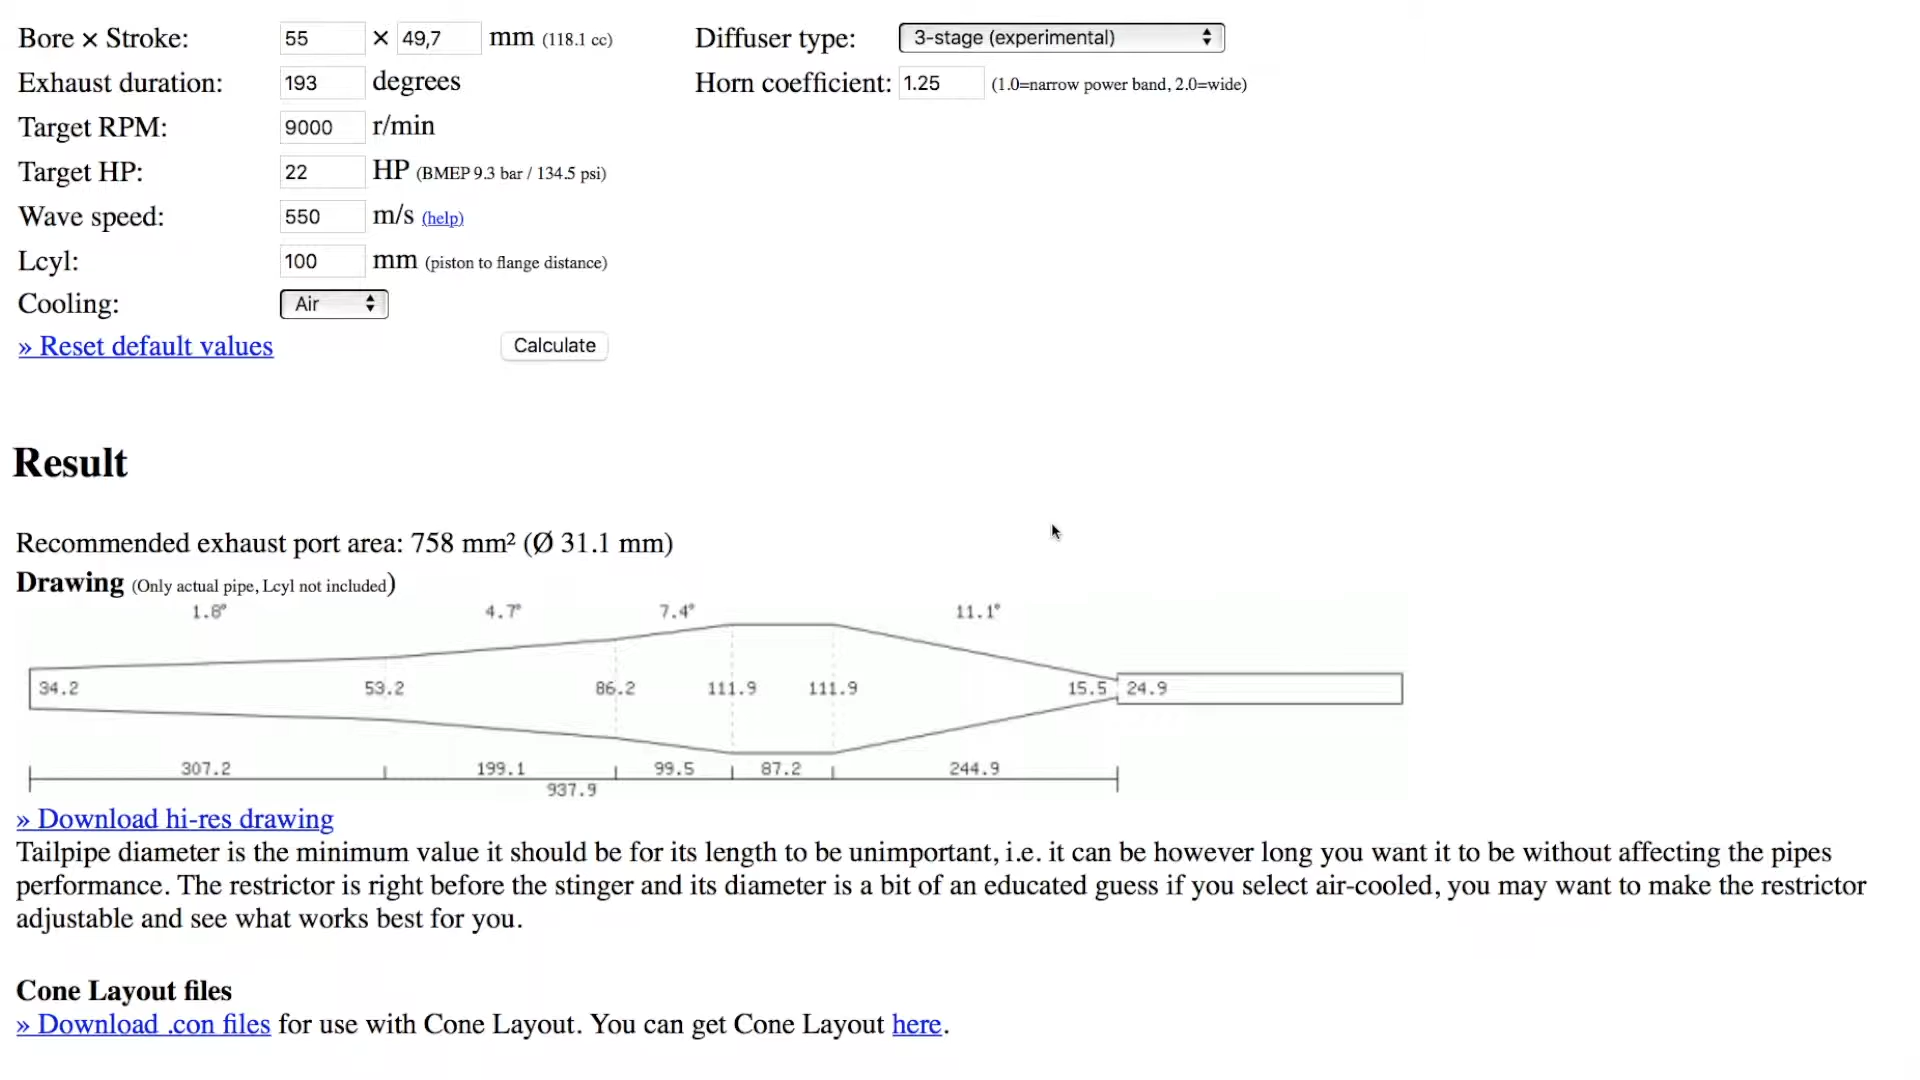 Bore × Stroke: 55 × 49,7 mm (118.1 cc) Diffuser type: 3-stage (experimental)
Exhaust duration: 193 degrees Horn coefficient: 1.25 (1.0=narrow power band, 2.0=wide)
Target RPM: 9000 r/min
Target HP: 22 HP (BMEP 9.3 bar / 134.5 psi)
Wave speed: 550 m/s (help)
Lcyl: 100 mm (piston to flange distance)
Cooling: Air
» Reset default values Calculate
Result
Recommended exhaust port area: 758 mm² (Ø 31.1 mm)
Drawing (Only actual pipe, Lcyl not included)
1.8° 4.7° 7.4° 11.1°
34.2 53.2 86.2 111.9 111.9 15.5 24.9
307.2 199.1 99.5 87.2 244.9
937.9
» Download hi-res drawing
Tailpipe diameter is the minimum value it should be for its length to be unimportant, i.e. it can be however long you want it to be without affecting the pipes
performance. The restrictor is right before the stinger and its diameter is a bit of an educated guess if you select air-cooled, you may want to make the restrictor
adjustable and see what works best for you.
Cone Layout files
» Download .con files for use with Cone Layout. You can get Cone Layout here.